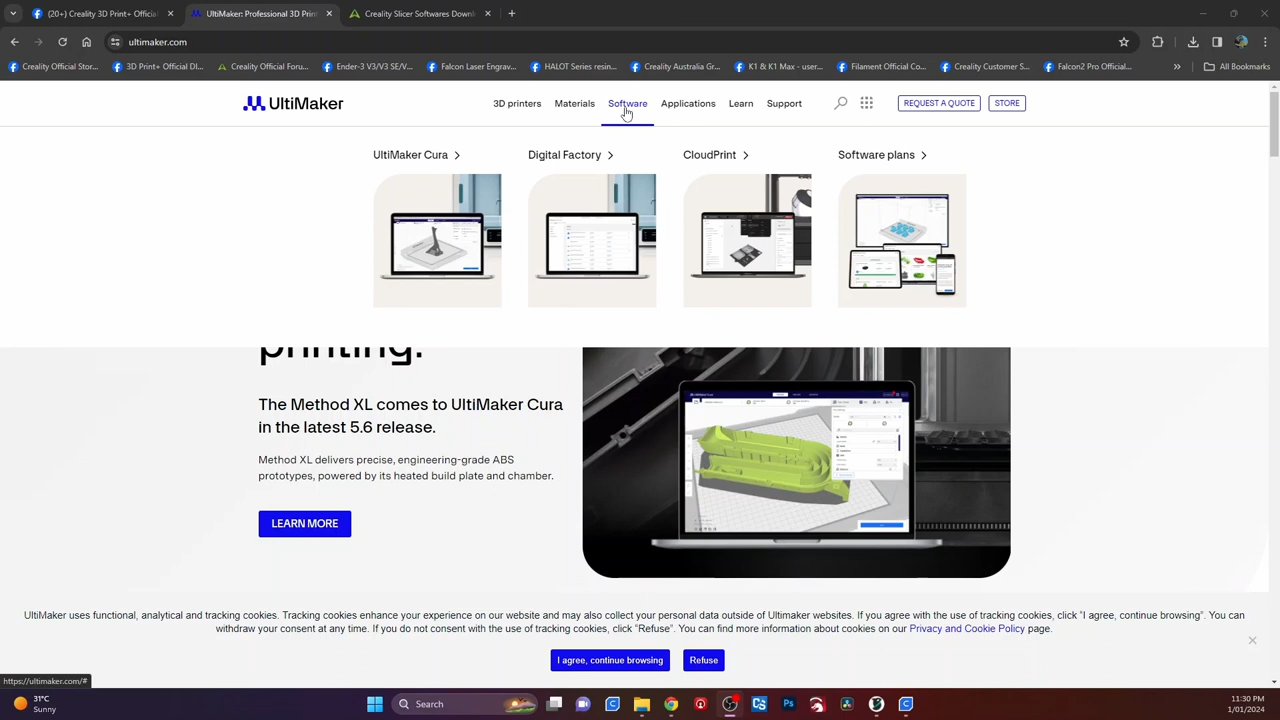 (20+) Creality 3D Print+ Official
UltiMaker: Professional 3D Print
Creality Slicer Softwares Down
ultimaker.com
Creality Official Stor...
3D Print+ Official DI...
Creality Official Foru...
Ender-3 V3/V3 SE/V...
Falcon Laser Engrav...
HALOT Series resin...
Creality Australia Gr...
K1 & K1 Max - user...
Filament Official Co...
Creality Customer S...
Falcon2 Pro Official...
All Bookmarks
UltiMaker
3D printers
Materials
Software
Applications
Learn
Support
REQUEST A QUOTE
STORE
UltiMaker Cura
Digital Factory
CloudPrint
Software plans
printing.
The Method XL comes to UltiMaker Cura
in the latest 5.6 release.
Method XL delivers precise, engineering-grade ABS
prototypes, powered by its heated build plate and chamber.
LEARN MORE
UltiMaker uses functional, analytical and tracking cookies. Tracking cookies enhance your experience on our website and may also collect your personal data outside of Ultimaker websites. If you agree with the use of tracking cookies, click “I agree, continue browsing”. You can
withdraw your consent at any time. If you do not consent with the use of tracking cookies, click “Refuse”. You can find more information about cookies on our Privacy and Cookie Policy page.
I agree, continue browsing
Refuse
https://ultimaker.com/#
31°C
Sunny
Search
11:30 PM
1/01/2024